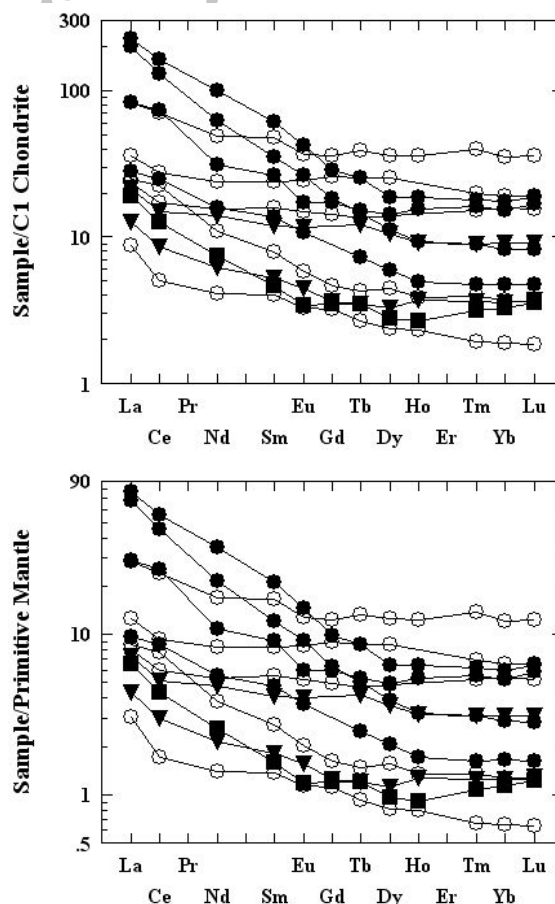 Sample/C1 Chondrite
300
100
10
1
La Pr Eu Tb Ho Tm Lu
Ce Nd Sm Gd Dy Er Yb
Sample/Primitive Mantle
90
10
1
.5
La Pr Eu Tb Ho Tm Lu
Ce Nd Sm Gd Dy Er Yb